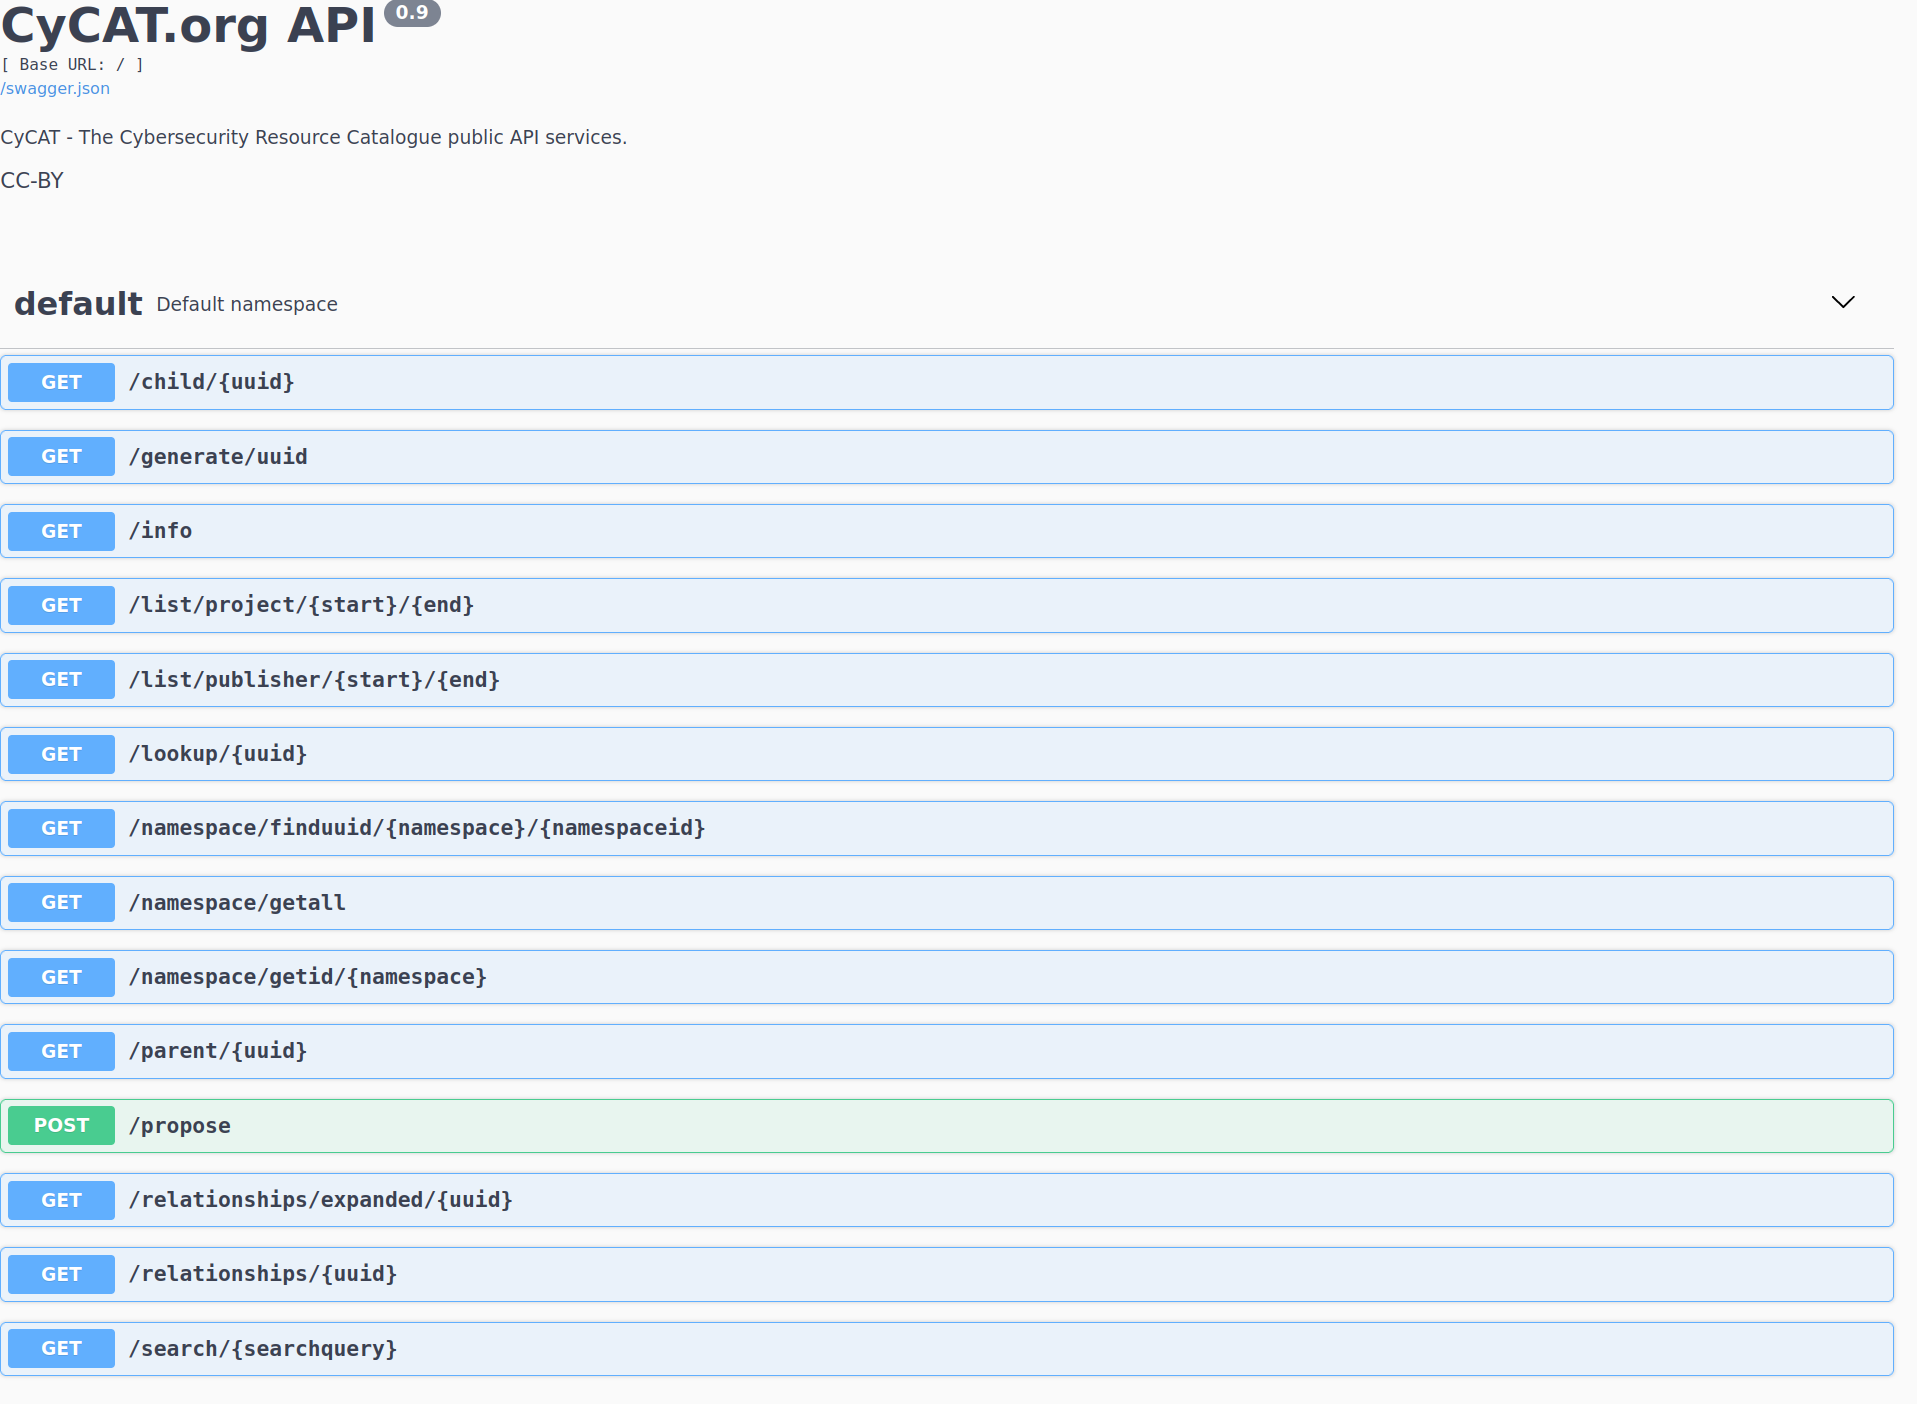 CyCAT.org API 0.9
[ Base URL: / ]
/swagger.json
CyCAT - The Cybersecurity Resource Catalogue public API services.
CC-BY
default Default namespace
GET /child/{uuid}
GET /generate/uuid
GET /info
GET /list/project/{start}/{end}
GET /list/publisher/{start}/{end}
GET /lookup/{uuid}
GET /namespace/finduuid/{namespace}/{namespaceid}
GET /namespace/getall
GET /namespace/getid/{namespace}
GET /parent/{uuid}
POST /propose
GET /relationships/expanded/{uuid}
GET /relationships/{uuid}
GET /search/{searchquery}